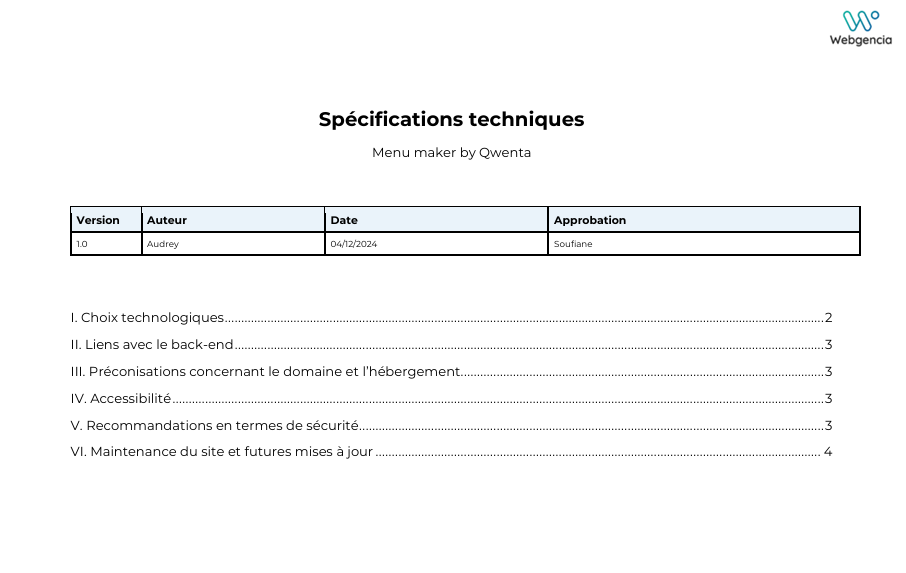 Webgencia
Spécifications techniques
Menu maker by Qwenta
Version Auteur Date Approbation
1.0 Audrey 04/12/2024 Soufiane
I. Choix technologiques 2
II. Liens avec le back-end 3
III. Préconisations concernant le domaine et l’hébergement 3
IV. Accessibilité 3
V. Recommandations en termes de sécurité 3
VI. Maintenance du site et futures mises à jour 4